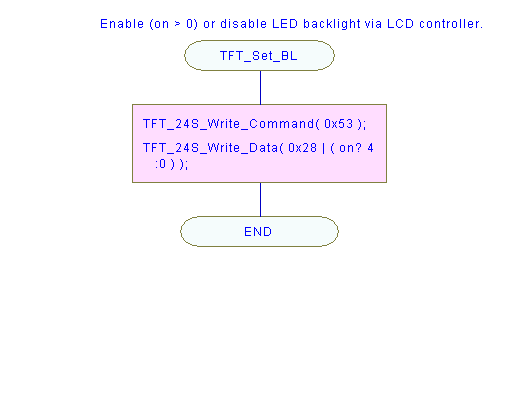 Enable (on > 0) or disable LED backlight via LCD controller.
TFT_Set_BL
TFT_24S_Write_Command( 0x53 );
TFT_24S_Write_Data( 0x28 | ( on? 4
:0 ) );
END